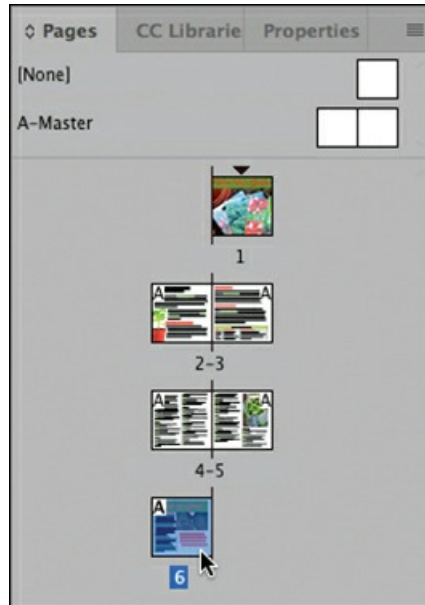 Pages CC Librarie Properties
[None]
A-Master
1
A A
2-3
A A
4-5
A
6